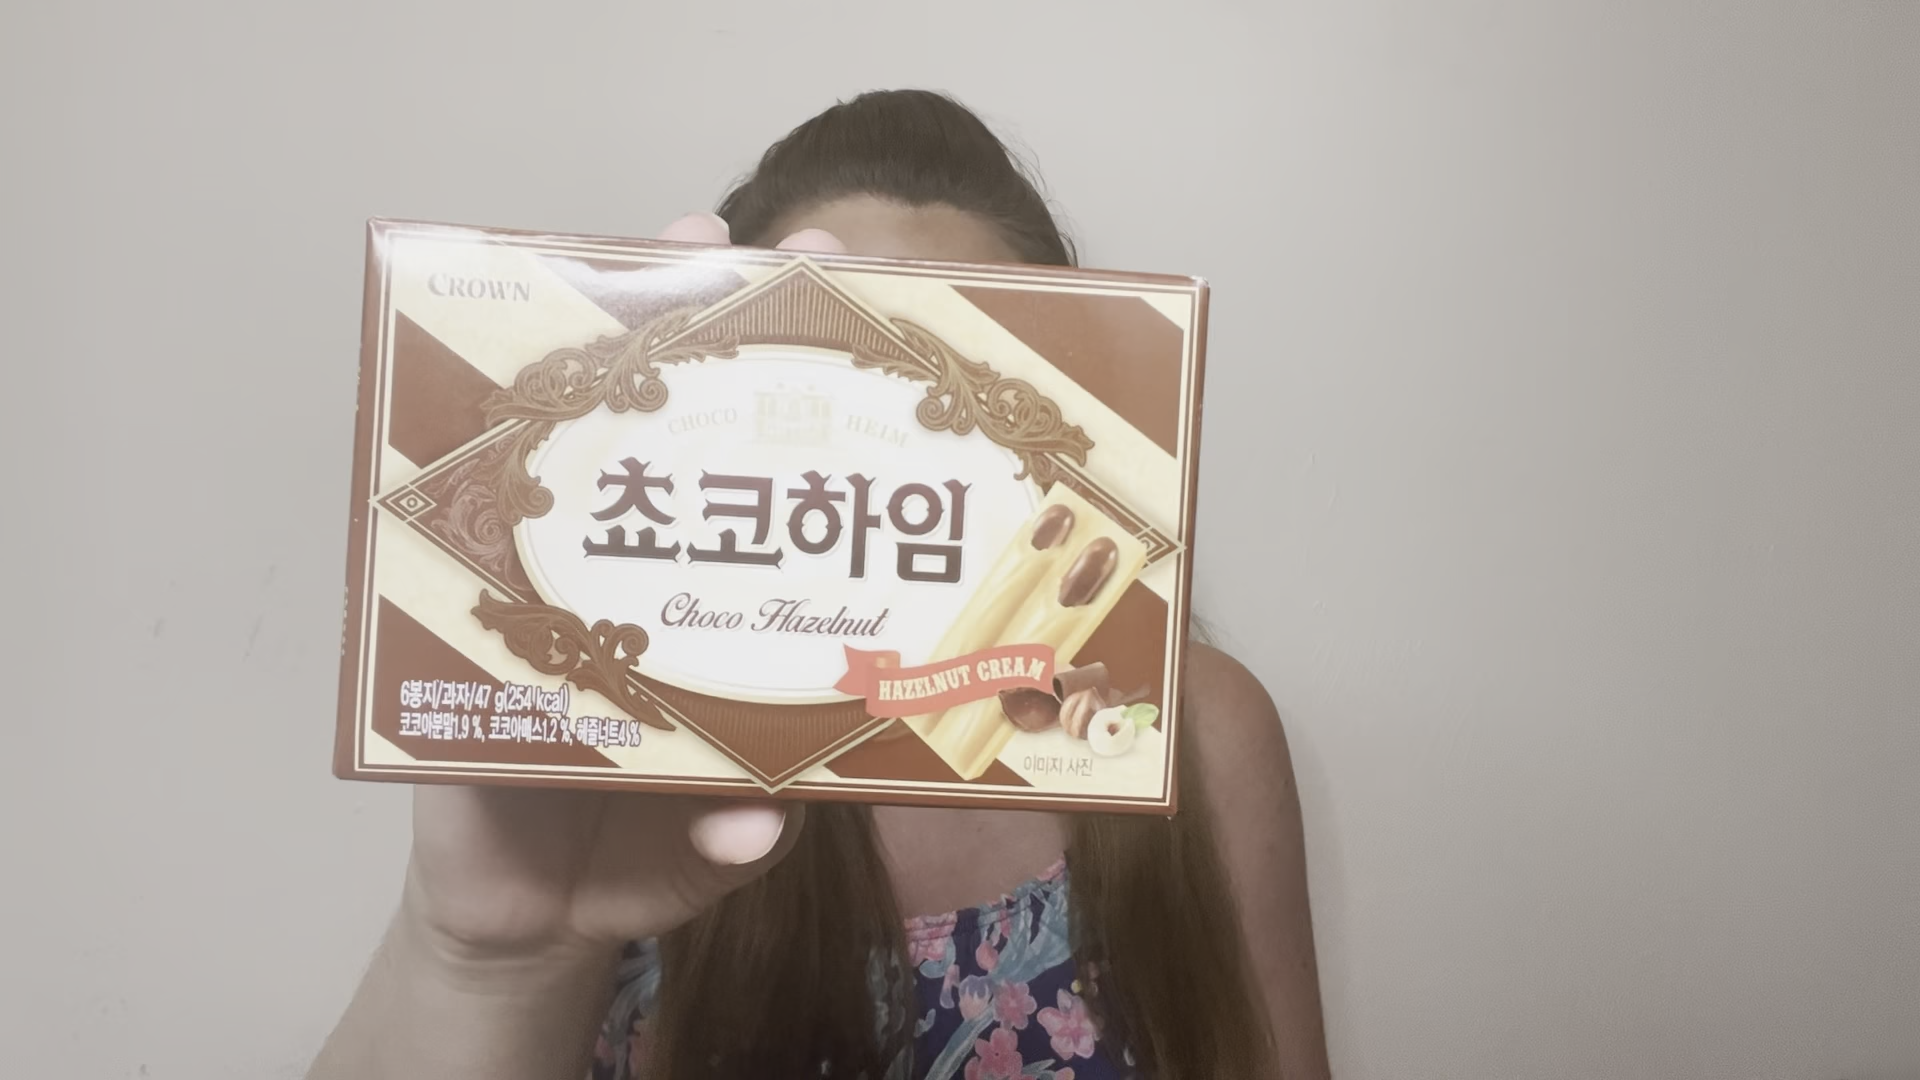 CROWN
CHOCO HEIM
쵸코하임
Choco Hazelnut
HAZELNUT CREAM
6봉지/과자/47 g(254 kcal)
코코아분말1.9 %, 코코아매스1.2 %, 헤즐너트4 %
이미지 사진